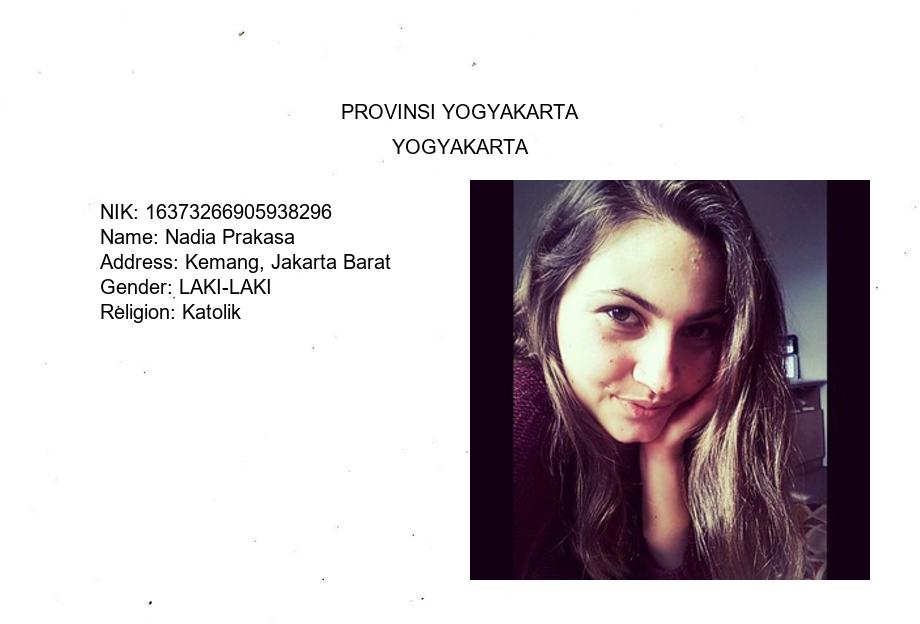 PROVINSI YOGYAKARTA
YOGYAKARTA
NIK: 16373266905938296
Name: Nadia Prakasa
Address: Kemang, Jakarta Barat
Gender: LAKI-LAKI
Religion: Katolik